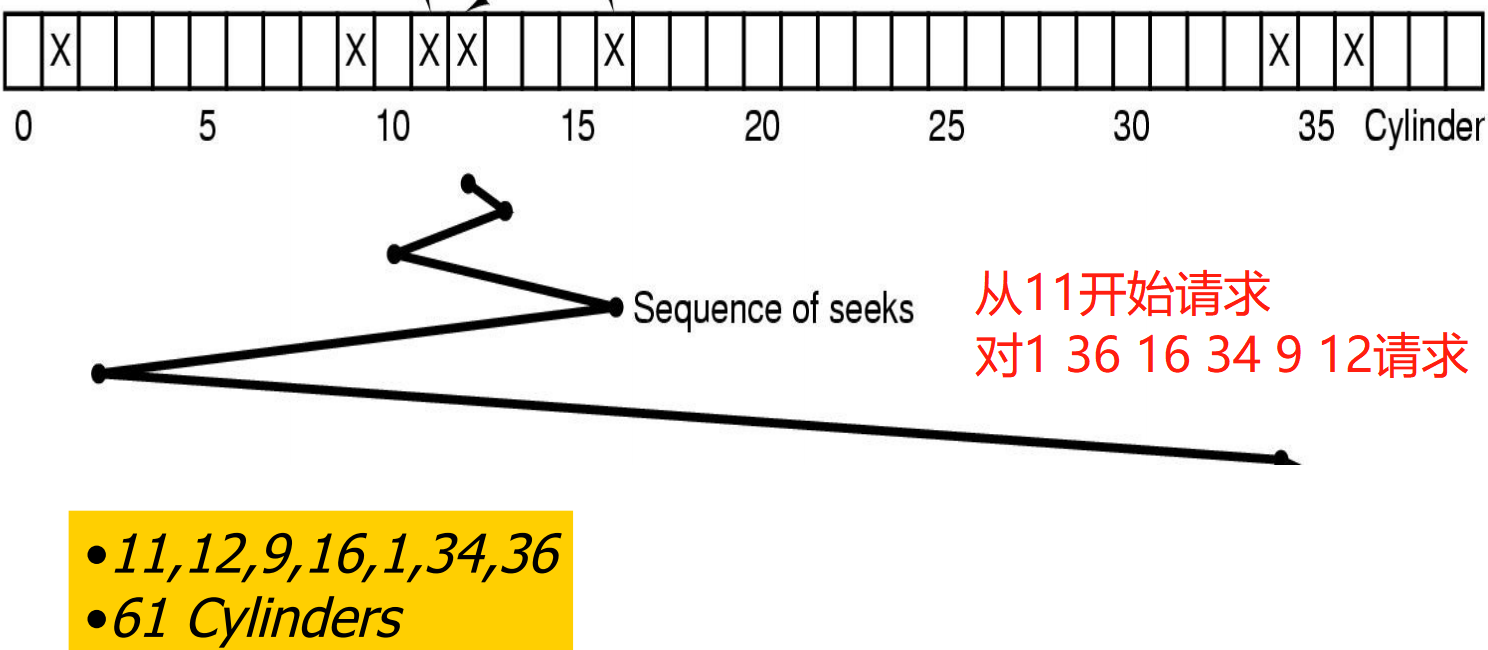 X X X X X X X
0 5 10 15 20 25 30 35 Cylinder
Sequence of seeks
从11开始请求
对1 36 16 34 9 12请求
•11,12,9,16,1,34,36
•61 Cylinders